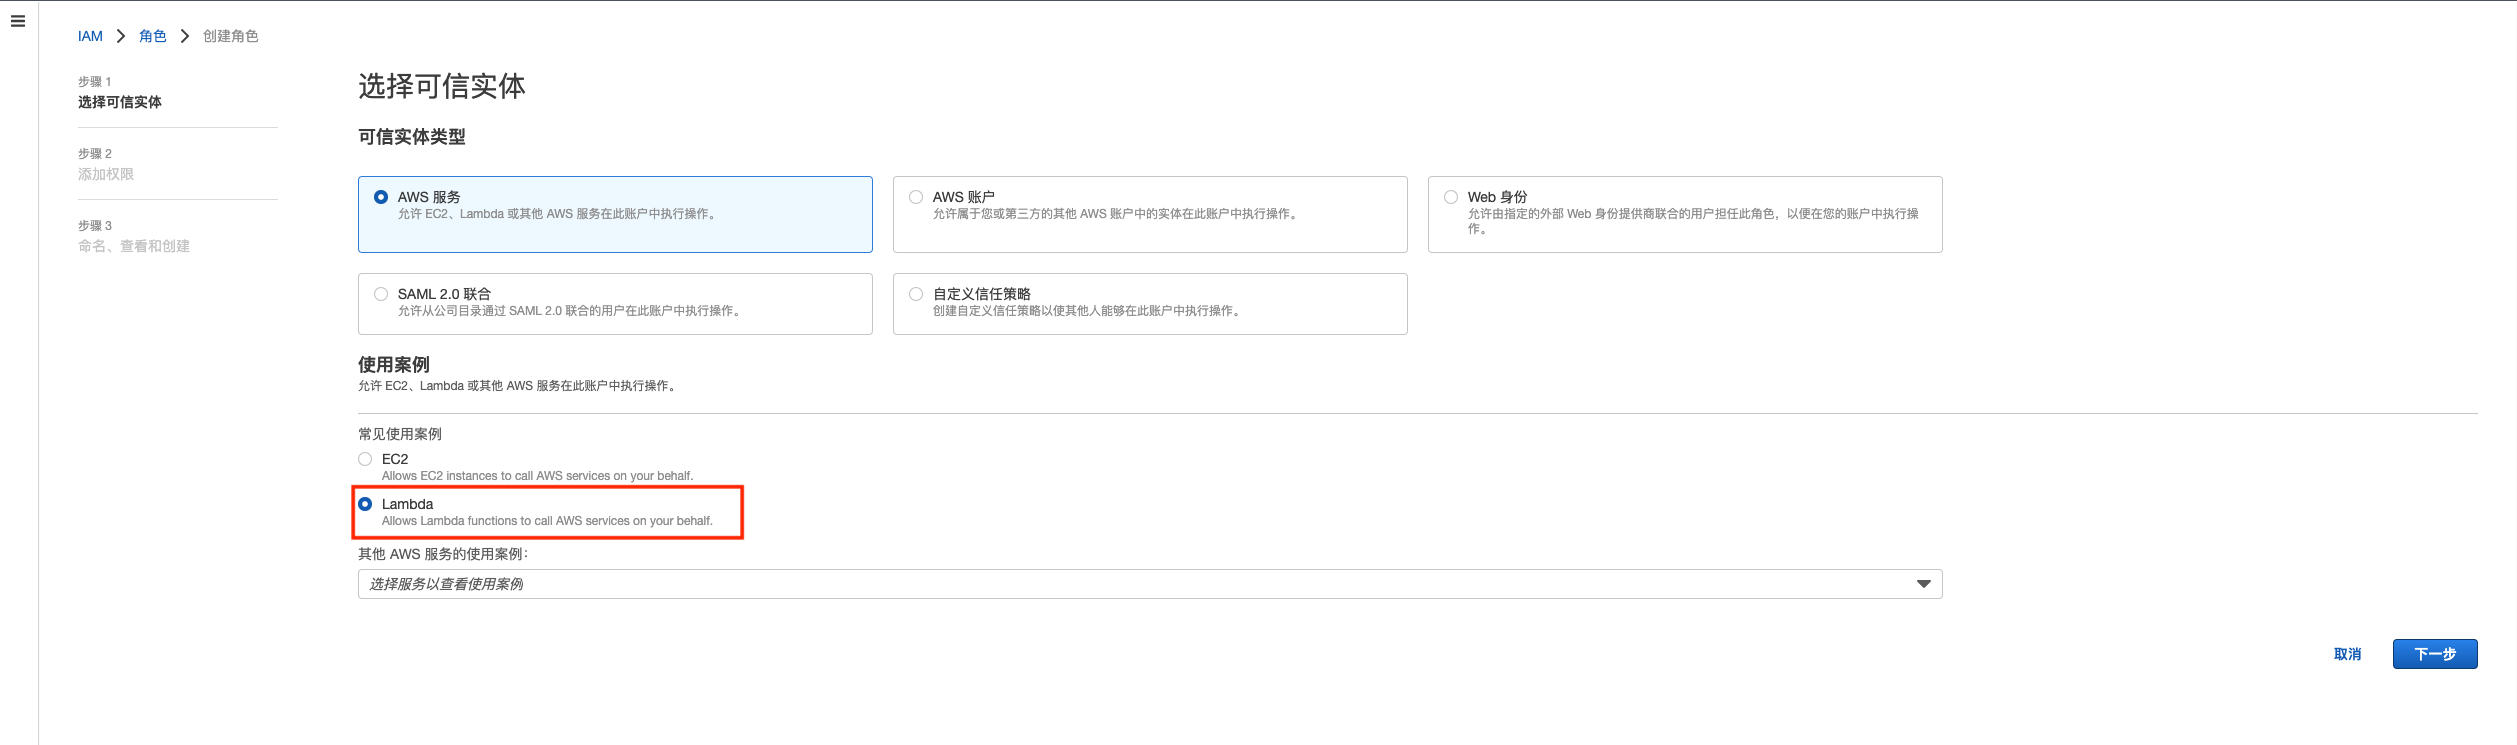 IAM > 角色 > 创建角色
步骤 1
选择可信实体
步骤 2
添加权限
步骤 3
命名、查看和创建
选择可信实体
可信实体类型
AWS 服务
允许 EC2、Lambda 或其他 AWS 服务在此账户中执行操作。
AWS 账户
允许属于您或第三方的其他 AWS 账户中的实体在此账户中执行操作。
Web 身份
允许由指定的外部 Web 身份提供商联合的用户担任此角色，以便在您的账户中执行操
作。
SAML 2.0 联合
允许从公司目录通过 SAML 2.0 联合的用户在此账户中执行操作。
自定义信任策略
创建自定义信任策略以使其他人能够在此账户中执行操作。
使用案例
允许 EC2、Lambda 或其他 AWS 服务在此账户中执行操作。
常见使用案例
EC2
Allows EC2 instances to call AWS services on your behalf.
Lambda
Allows Lambda functions to call AWS services on your behalf.
其他 AWS 服务的使用案例：
选择服务以查看使用案例
取消
下一步